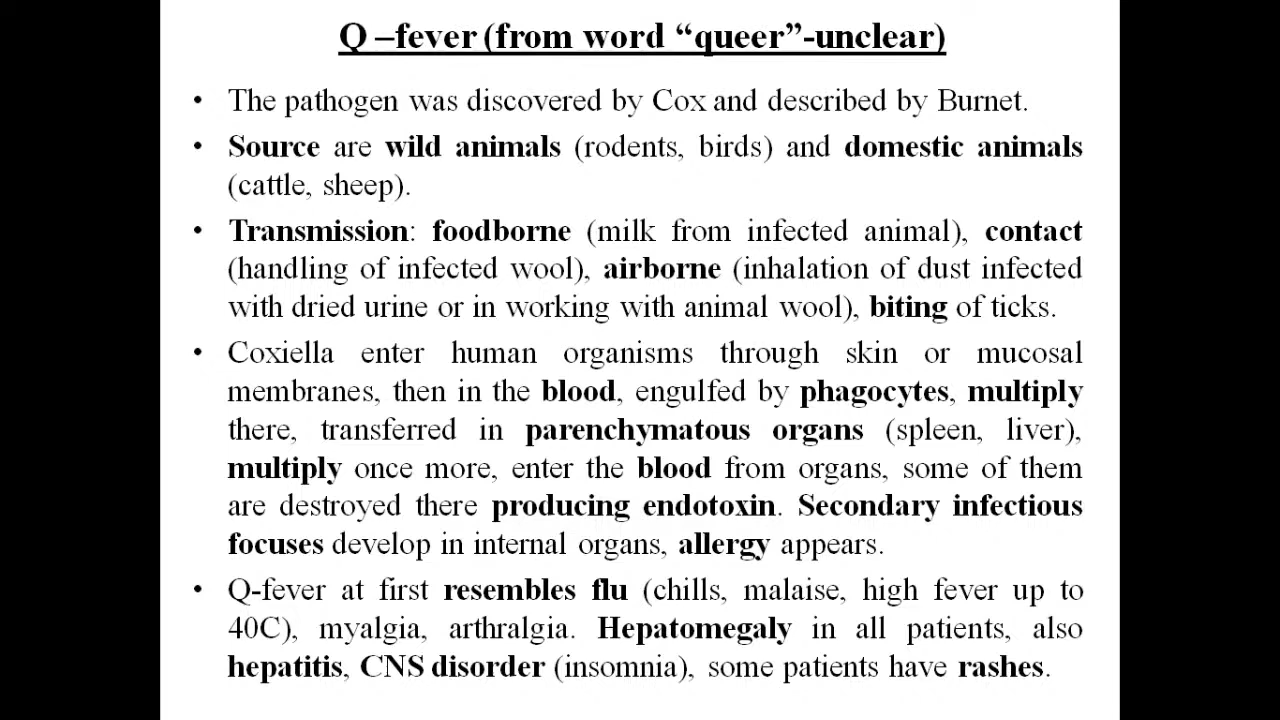 Q –fever (from word “queer”-unclear)
• The pathogen was discovered by Cox and described by Burnet.
• Source are wild animals (rodents, birds) and domestic animals
(cattle, sheep).
• Transmission: foodborne (milk from infected animal), contact
(handling of infected wool), airborne (inhalation of dust infected
with dried urine or in working with animal wool), biting of ticks.
• Coxiella enter human organisms through skin or mucosal
membranes, then in the blood, engulfed by phagocytes, multiply
there, transferred in parenchymatous organs (spleen, liver),
multiply once more, enter the blood from organs, some of them
are destroyed there producing endotoxin. Secondary infectious
focuses develop in internal organs, allergy appears.
• Q-fever at first resembles flu (chills, malaise, high fever up to
40C), myalgia, arthralgia. Hepatomegaly in all patients, also
hepatitis, CNS disorder (insomnia), some patients have rashes.